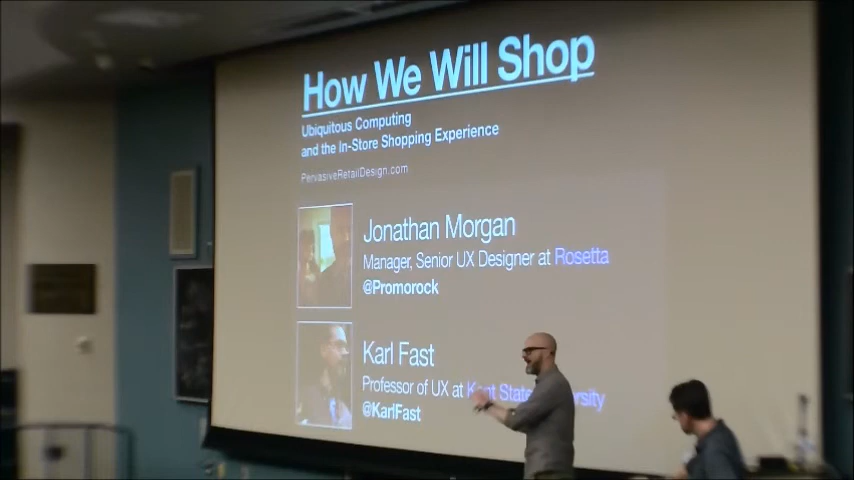 How We Will Shop
Ubiquitous Computing
and the In-Store Shopping Experience
PervasiveRetailDesign.com
Jonathan Morgan
Manager, Senior UX Designer at Rosetta
@Promorock
Karl Fast
Professor of UX at Kent State
@KarlFast